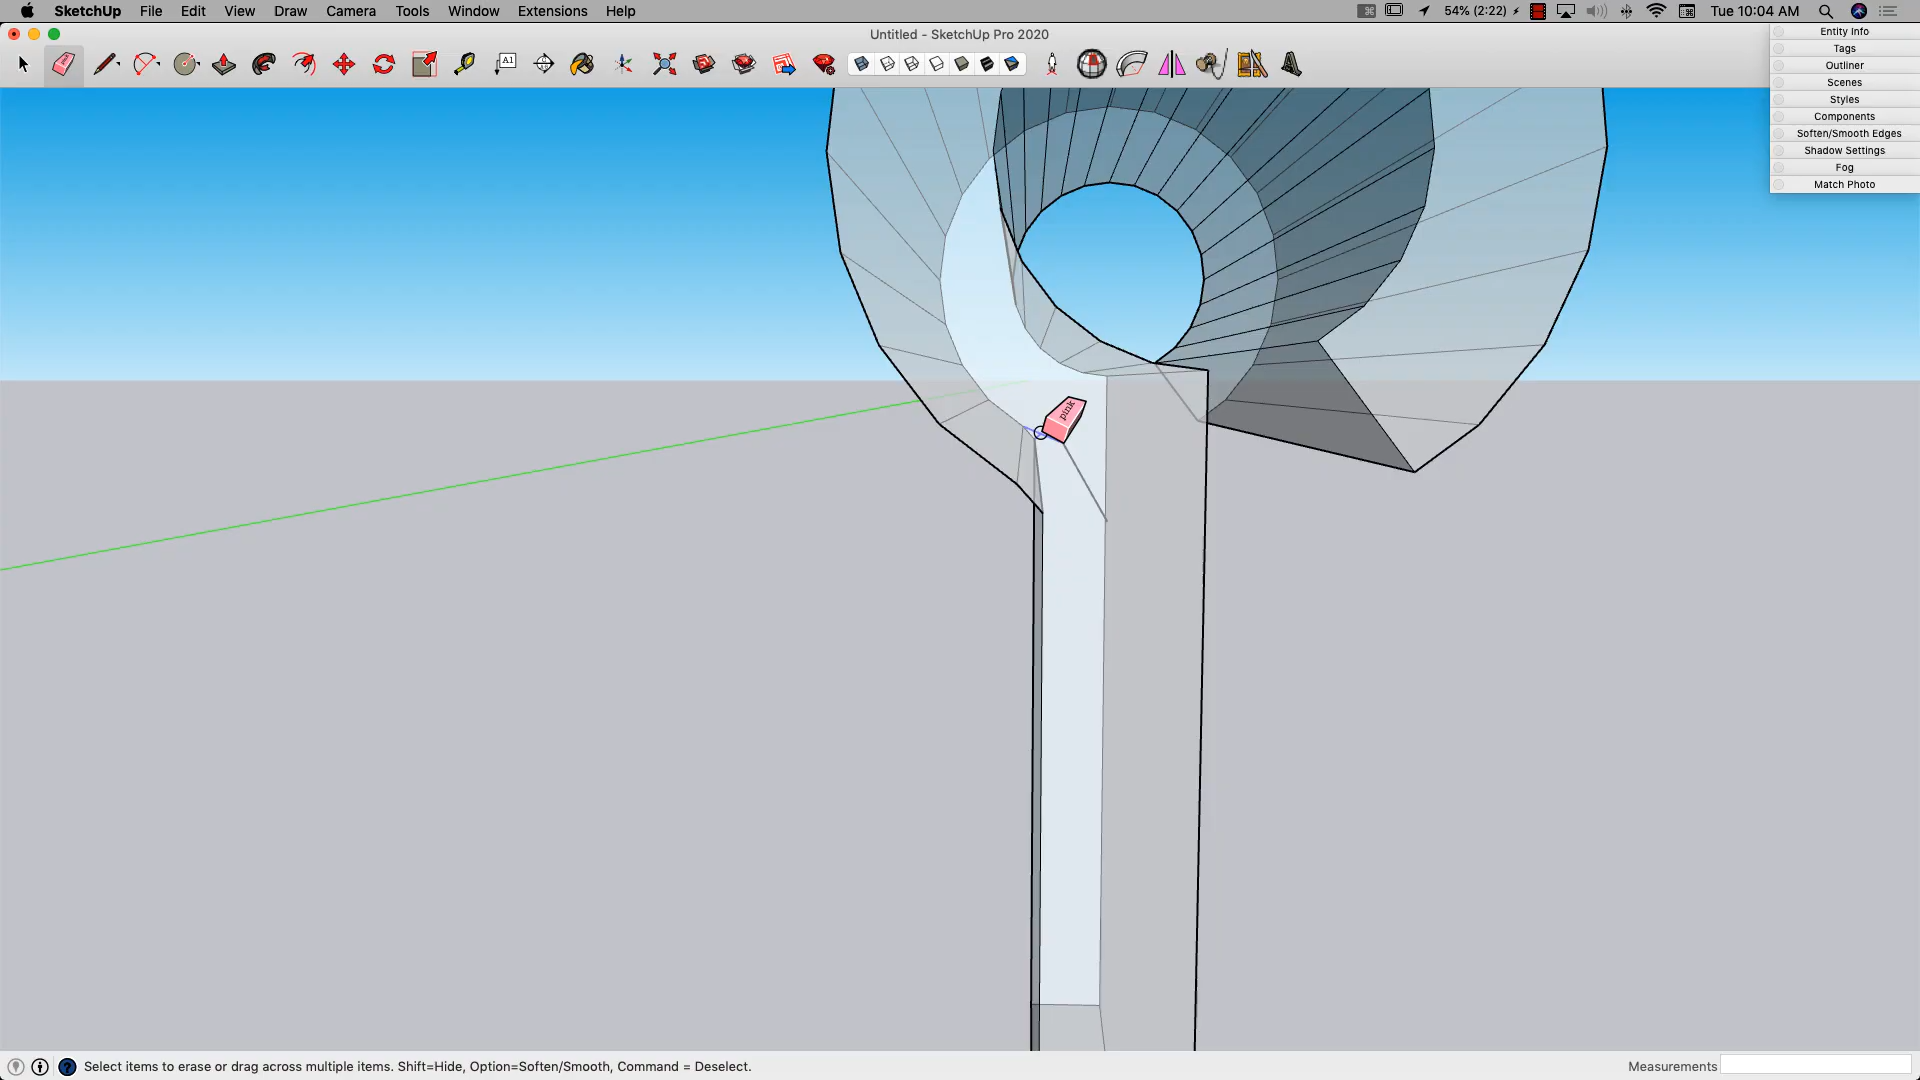 SketchUp File Edit View Draw Camera Tools Window Extensions Help 54% (2:22) Tue 10:04 AM
Untitled - SketchUp Pro 2020
Entity Info
Tags
Outliner
Scenes
Styles
Components
Soften/Smooth Edges
Shadow Settings
Fog
Match Photo
A1
pink
Select items to erase or drag across multiple items. Shift=Hide, Option=Soften/Smooth, Command = Deselect.
Measurements